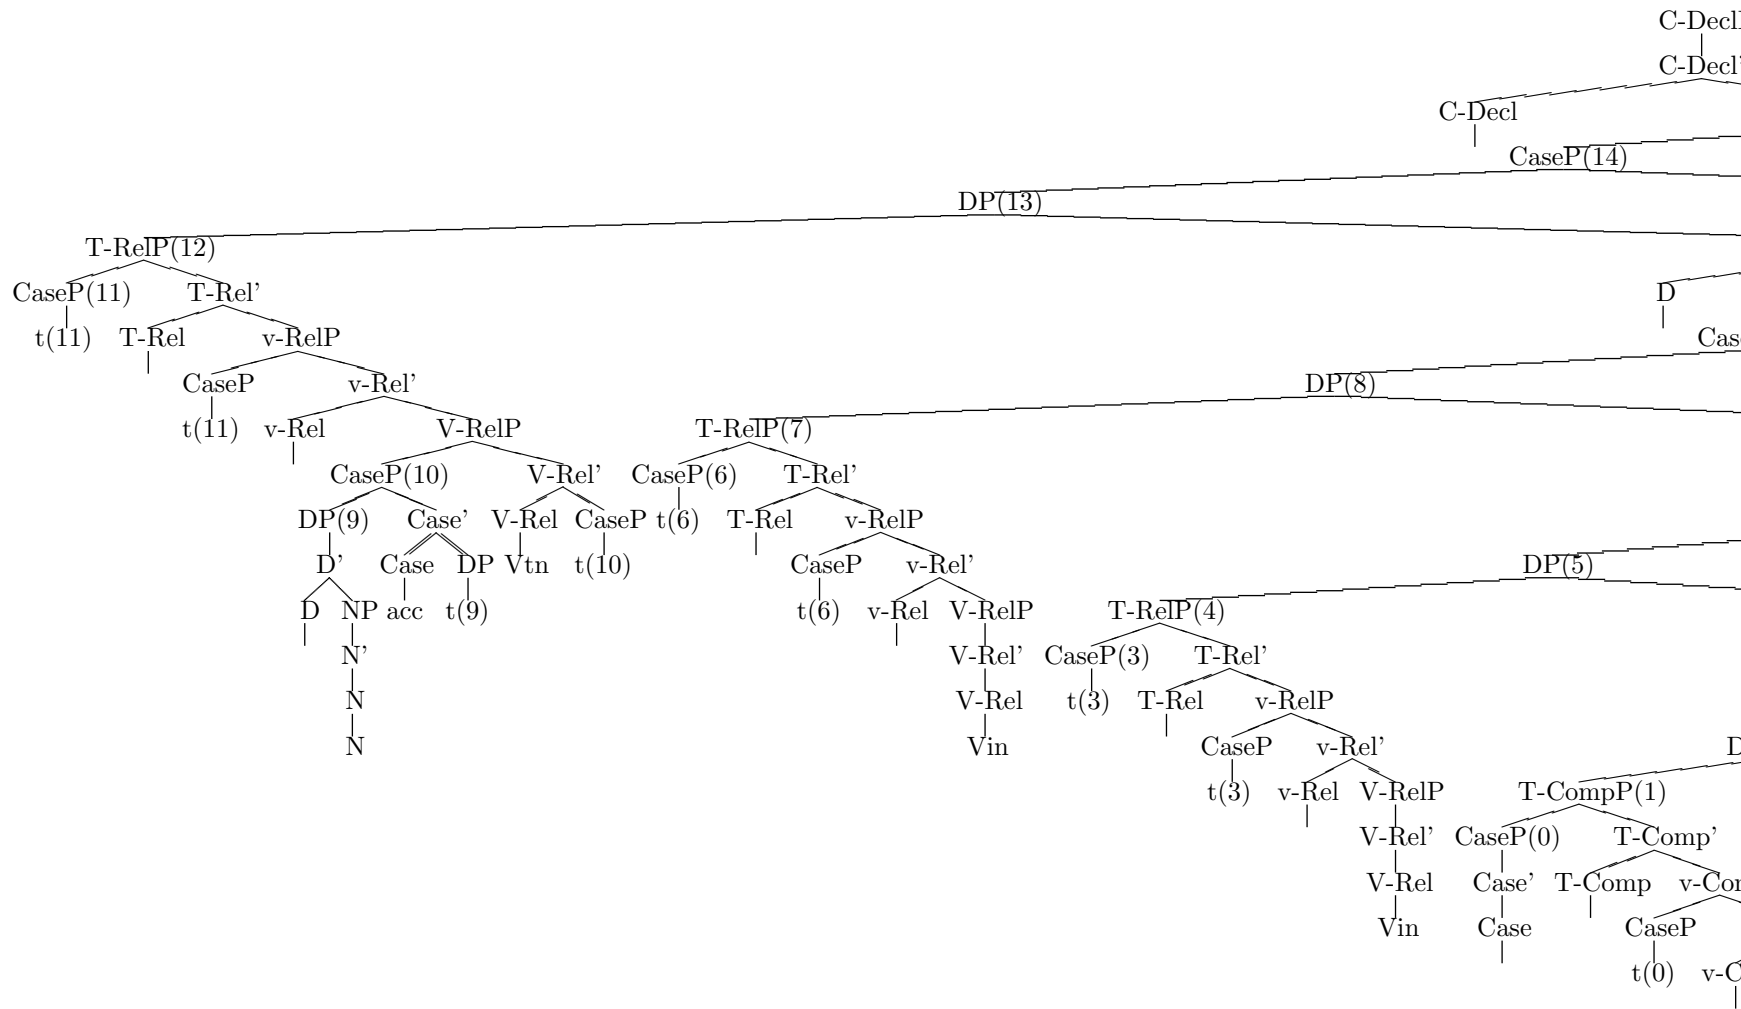 C-Decl
C-Decl'
C-Decl
CaseP(14)
DP(13)
T-RelP(12)
CaseP(11) T-Rel' D
t(11) T-Rel v-RelP Cas
CaseP v-Rel' DP(8)
t(11) v-Rel V-RelP T-RelP(7)
CaseP(10) V-Rel' CaseP(6) T-Rel'
DP(9) Case' V-Rel CaseP t(6) T-Rel v-RelP
D' Case DP Vtn t(10) CaseP v-Rel' DP(5)
D NP acc t(9) t(6) v-Rel V-RelP T-RelP(4)
N' V-Rel' CaseP(3) T-Rel'
N V-Rel t(3) T-Rel v-RelP
N Vin CaseP v-Rel' D
t(3) v-Rel V-RelP T-CompP(1)
V-Rel' CaseP(0) T-Comp'
V-Rel Case' T-Comp v-Com
Vin Case CaseP
t(0) v-C